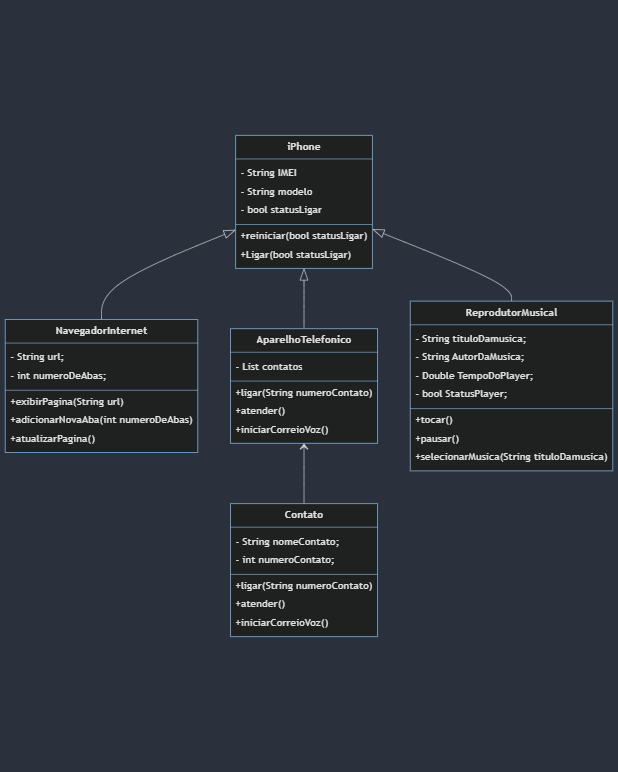 iPhone
- String IMEI
- String modelo
- bool statusLigar
+reiniciar(bool statusLigar)
+Ligar(bool statusLigar)
NavegadorInternet
- String url;
- int numeroDeAbas;
+exibirPagina(String url)
+adicionarNovaAba(int numeroDeAbas)
+atualizarPagina()
AparelhoTelefonico
- List contatos
+ligar(String numeroContato)
+atender()
+iniciarCorreioVoz()
ReprodutorMusical
- String tituloDamusica;
- String AutorDaMusica;
- Double TempoDoPlayer;
- bool StatusPlayer;
+tocar()
+pausar()
+selecionarMusica(String tituloDamusica)
Contato
- String nomeContato;
- int numeroContato;
+ligar(String numeroContato)
+atender()
+iniciarCorreioVoz()